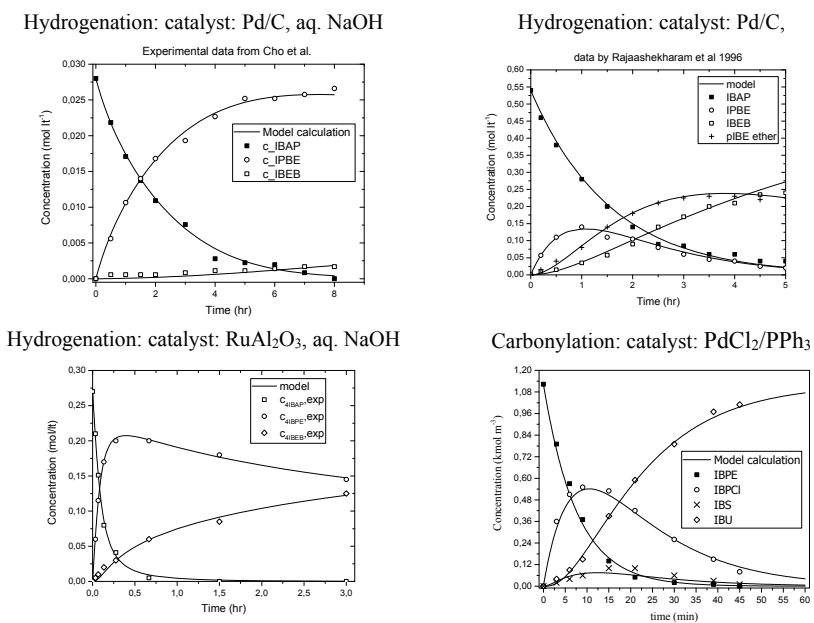 Hydrogenation: catalyst: Pd/C, aq. NaOH
Experimental data from Cho et al.
0,030
0,025
0,020
0,015
0,010
0,005
0,000
Concentration (mol lt⁻¹)
Model calculation
c_IBAP
c_IPBE
c_IBEB
0 2 4 6 8
Time (hr)
Hydrogenation: catalyst: Pd/C,
data by Rajaashekharam et al 1996
0,60
0,55
0,50
0,45
0,40
0,35
0,30
0,25
0,20
0,15
0,10
0,05
0,00
Concentration (mol lt⁻¹)
model
IBAP
IPBE
IBEB
pIBE ether
0 1 2 3 4 5
Time (hr)
Hydrogenation: catalyst: RuAl₂O₃, aq. NaOH
0,30
0,20
0,10
0,00
Concentration (mol/lt)
model
c4IBAP,exp
c4IBPE,exp
c4IBEB,exp
0,0 0,5 1,0 1,5 2,0 2,5 3,0
Time (hr)
Carbonylation: catalyst: PdCl₂/PPh₃
1,20
1,08
0,96
0,84
0,72
0,60
0,48
0,36
0,24
0,12
0,00
Concentration (kmol m⁻³)
Model calculation
IBPE
IBPCl
IBS
IBU
0 5 10 15 20 25 30 35 40 45 50 55 60
time (min)